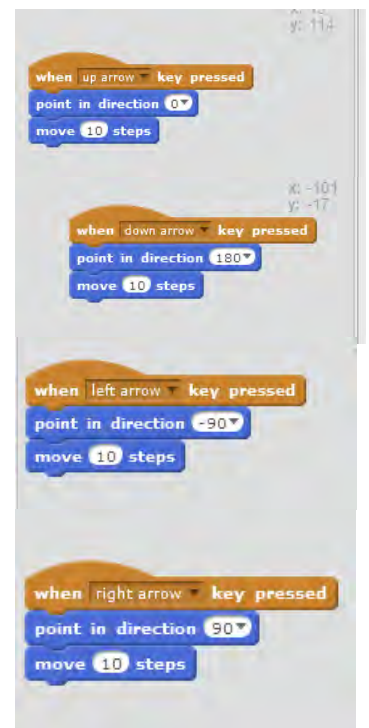 y: 114
when up arrow key pressed
point in direction 0
move 10 steps
x: -101
y: -17
when down arrow key pressed
point in direction 180
move 10 steps
when left arrow key pressed
point in direction -90
move 10 steps
when right arrow key pressed
point in direction 90
move 10 steps